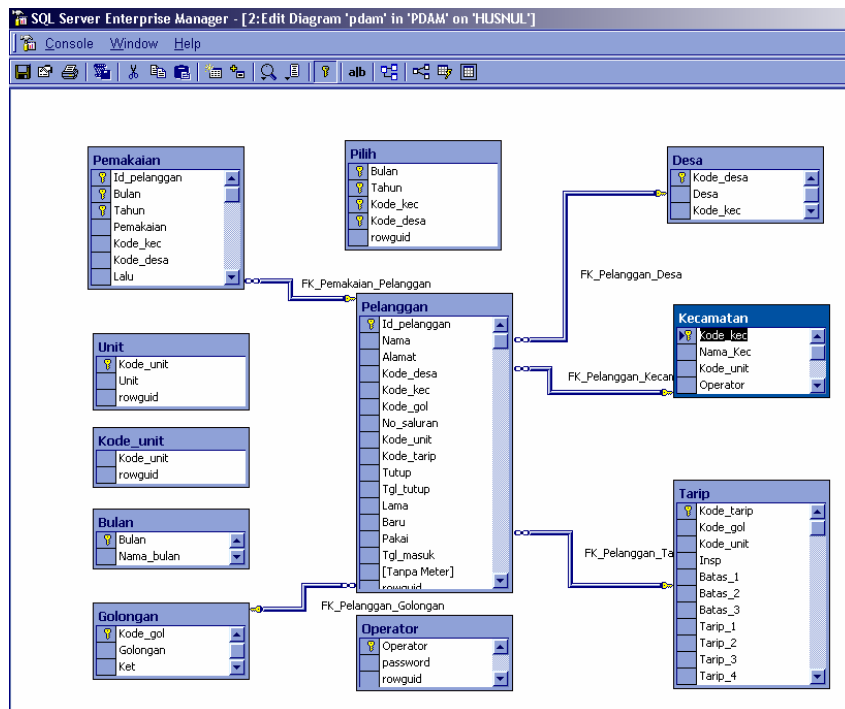 SQL Server Enterprise Manager - [2:Edit Diagram 'pdam' in 'PDAM' on 'HUSNUL']
Console Window Help
alb
Pemakaian
Id_pelanggan
Bulan
Tahun
Pemakaian
Kode_kec
Kode_desa
Lalu
Pilih
Bulan
Tahun
Kode_kec
Kode_desa
rowguid
Desa
Kode_desa
Desa
Kode_kec
FK_Pemakaian_Pelanggan
FK_Pelanggan_Desa
Pelanggan
Id_pelanggan
Nama
Alamat
Kode_desa
Kode_kec
Kode_gol
No_saluran
Kode_unit
Kode_tarip
Tutup
Tgl_tutup
Lama
Baru
Pakai
Tgl_masuk
[Tanpa Meter]
rowguid
Kecamatan
Kode_kec
Nama_Kec
Kode_unit
Operator
FK_Pelanggan_Kecam
Unit
Kode_unit
Unit
rowguid
Kode_unit
Kode_unit
rowguid
Bulan
Bulan
Nama_bulan
Tarip
Kode_tarip
Kode_gol
Kode_unit
Insp
Batas_1
Batas_2
Batas_3
Tarip_1
Tarip_2
Tarip_3
Tarip_4
FK_Pelanggan_Ta
Golongan
Kode_gol
Golongan
Ket
FK_Pelanggan_Golongan
Operator
Operator
password
rowguid